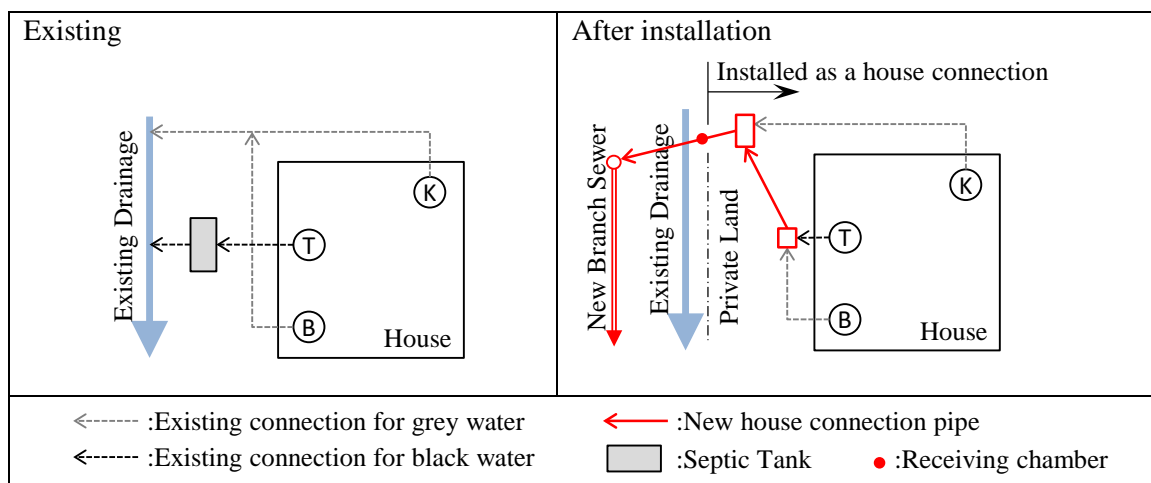 Existing
Existing Drainage
K
T
B
House
After installation
Installed as a house connection
New Branch Sewer
Existing Drainage
Private Land
K
T
B
House
:Existing connection for grey water
:Existing connection for black water
:New house connection pipe
:Septic Tank
:Receiving chamber